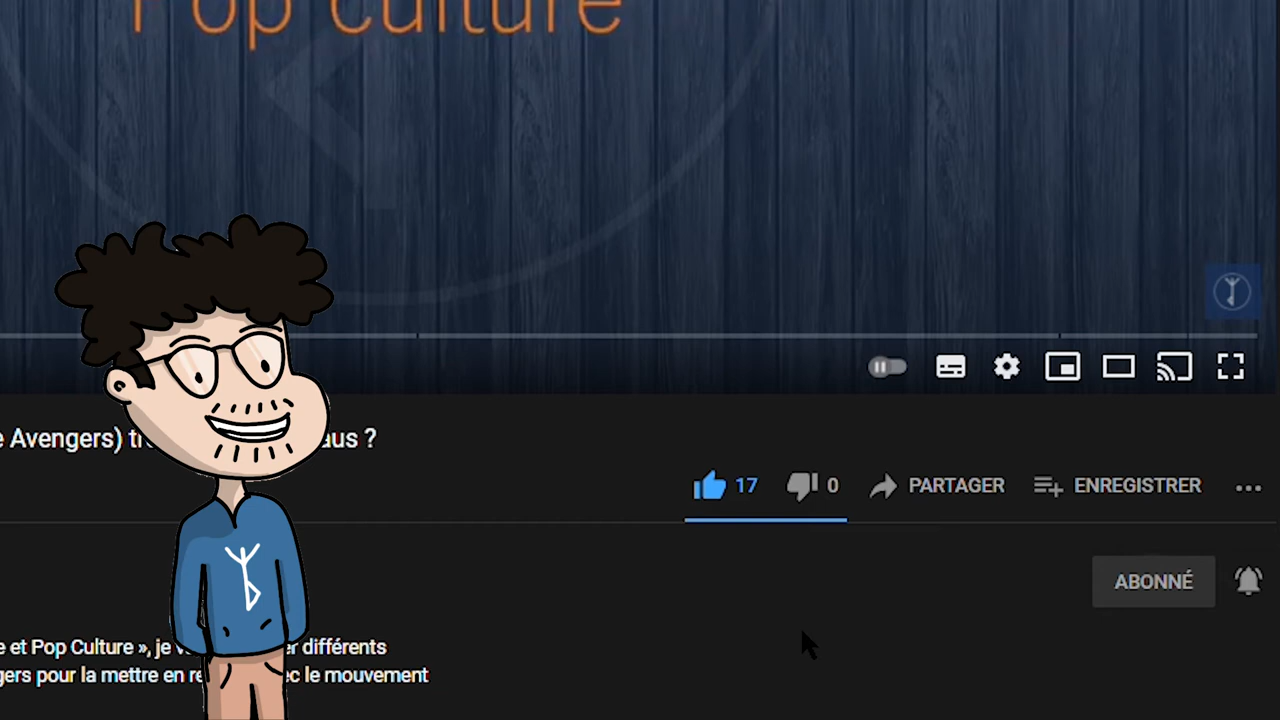 Pop culture
e Avengers) tr aus ?
17 0 PARTAGER ENREGISTRER
ABONNÉ
e et Pop Culture », je v er différents
gers pour la mettre en re ec le mouvement